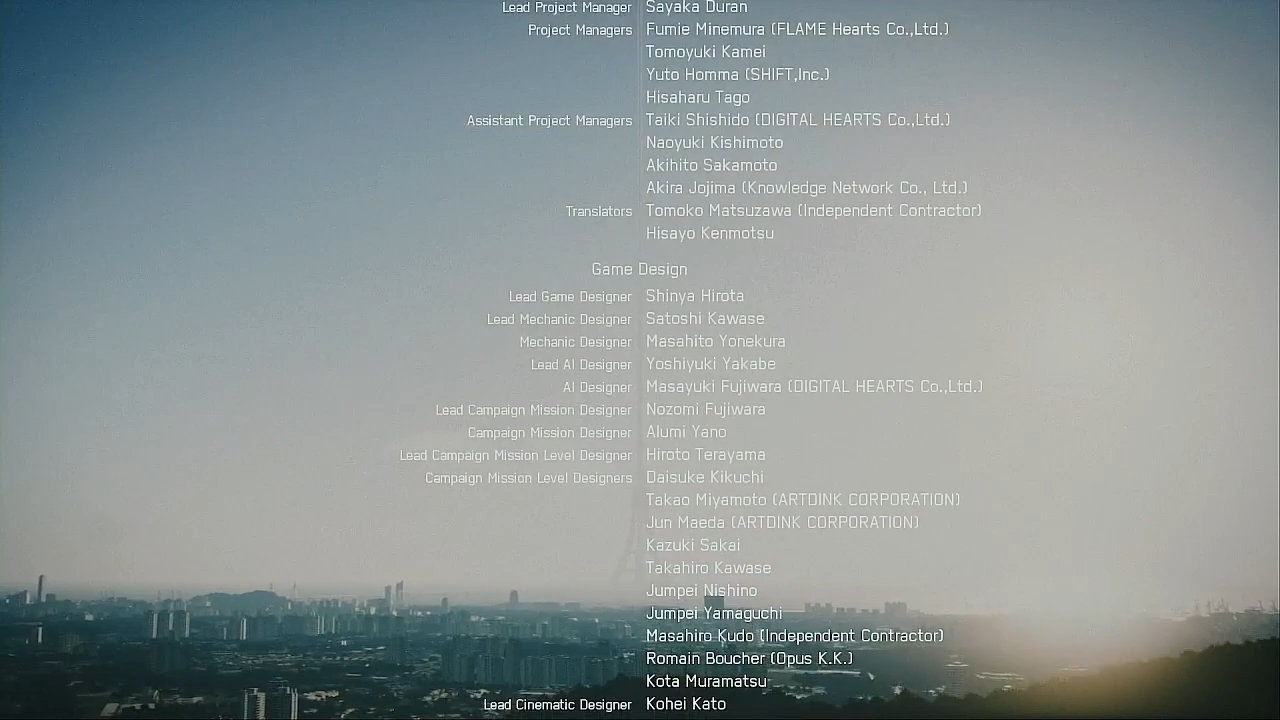 Lead Project Manager Sayaka Duran
Project Managers Fumie Minemura (FLAME Hearts Co.,Ltd.)
Tomoyuki Kamei
Yuto Homma (SHIFT,Inc.)
Hisaharu Tago
Assistant Project Managers Taiki Shishido (DIGITAL HEARTS Co.,Ltd.)
Naoyuki Kishimoto
Akihito Sakamoto
Akira Jojima (Knowledge Network Co., Ltd.)
Translators Tomoko Matsuzawa (Independent Contractor)
Hisayo Kenmotsu
Game Design
Lead Game Designer Shinya Hirota
Lead Mechanic Designer Satoshi Kawase
Mechanic Designer Masahito Yonekura
Lead AI Designer Yoshiyuki Yakabe
AI Designer Masayuki Fujiwara (DIGITAL HEARTS Co.,Ltd.)
Lead Campaign Mission Designer Nozomi Fujiwara
Campaign Mission Designer Alumi Yano
Lead Campaign Mission Level Designer Hiroto Terayama
Campaign Mission Level Designers Daisuke Kikuchi
Takao Miyamoto (ARTDINK CORPORATION)
Jun Maeda (ARTDINK CORPORATION)
Kazuki Sakai
Takahiro Kawase
Jumpei Nishino
Jumpei Yamaguchi
Masahiro Kudo (Independent Contractor)
Romain Boucher (Opus K.K.)
Kota Muramatsu
Lead Cinematic Designer Kohei Kato